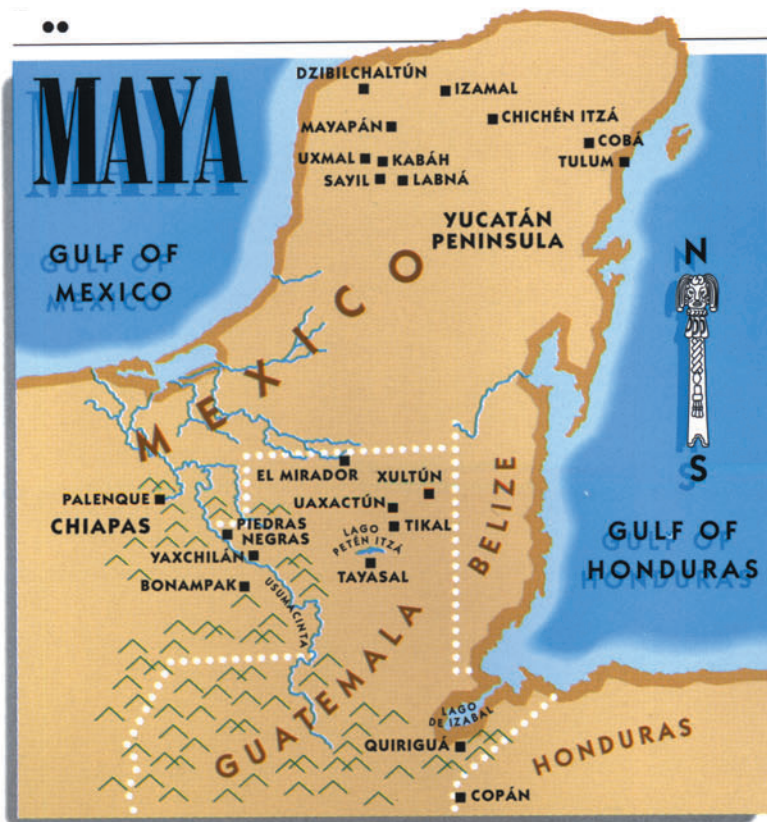 MAYA
DZIBILCHALTÚN
IZAMAL
CHICHÉN ITZÁ
MAYAPÁN
COBÁ
UXMAL
KABÁH
TULUM
SAYIL
LABNÁ
YUCATÁN
PENINSULA
GULF OF
MEXICO
N
S
MEXICO
EL MIRADOR
XULTÚN
PALENQUE
UAXACTÚN
CHIAPAS
TIKAL
PIEDRAS
NEGRAS
LAGO
PETÉN ITZÁ
YAXCHILÁN
TAYASAL
BONAMPAK
USUMACINTA
BELIZE
GULF OF
HONDURAS
GUATEMALA
LAGO
DE IZABAL
QUIRIGUÁ
HONDURAS
COPÁN